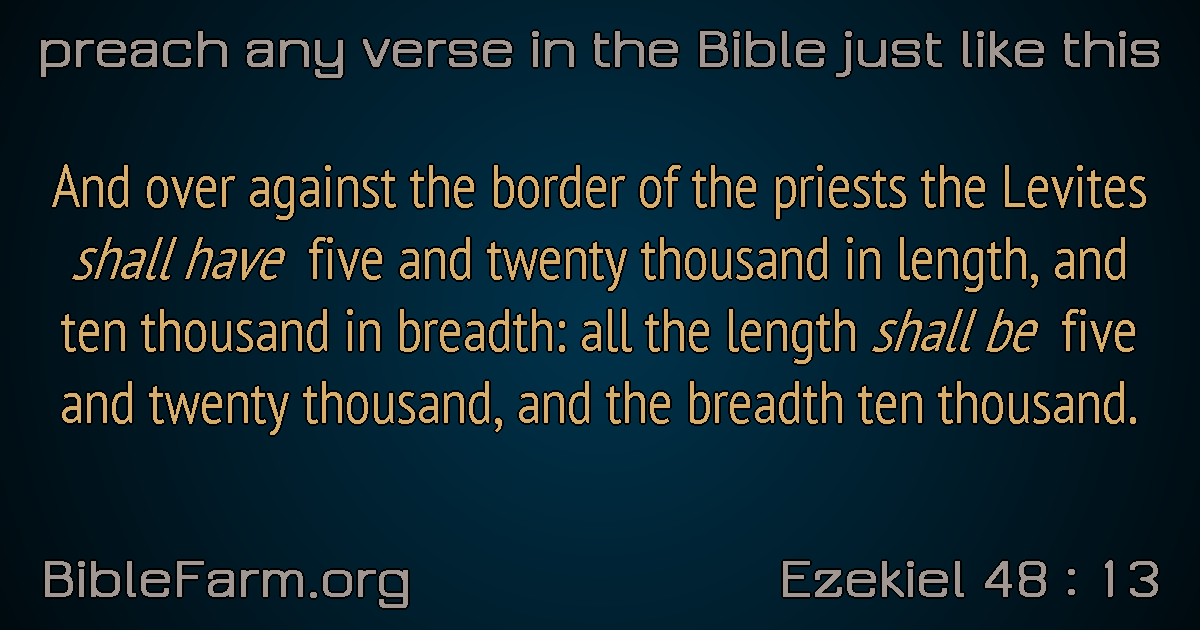 preach any verse in the Bible just like this
And over against the border of the priests the Levites
shall have five and twenty thousand in length, and
ten thousand in breadth: all the length shall be five
and twenty thousand, and the breadth ten thousand.
BibleFarm.org
Ezekiel 48 : 13